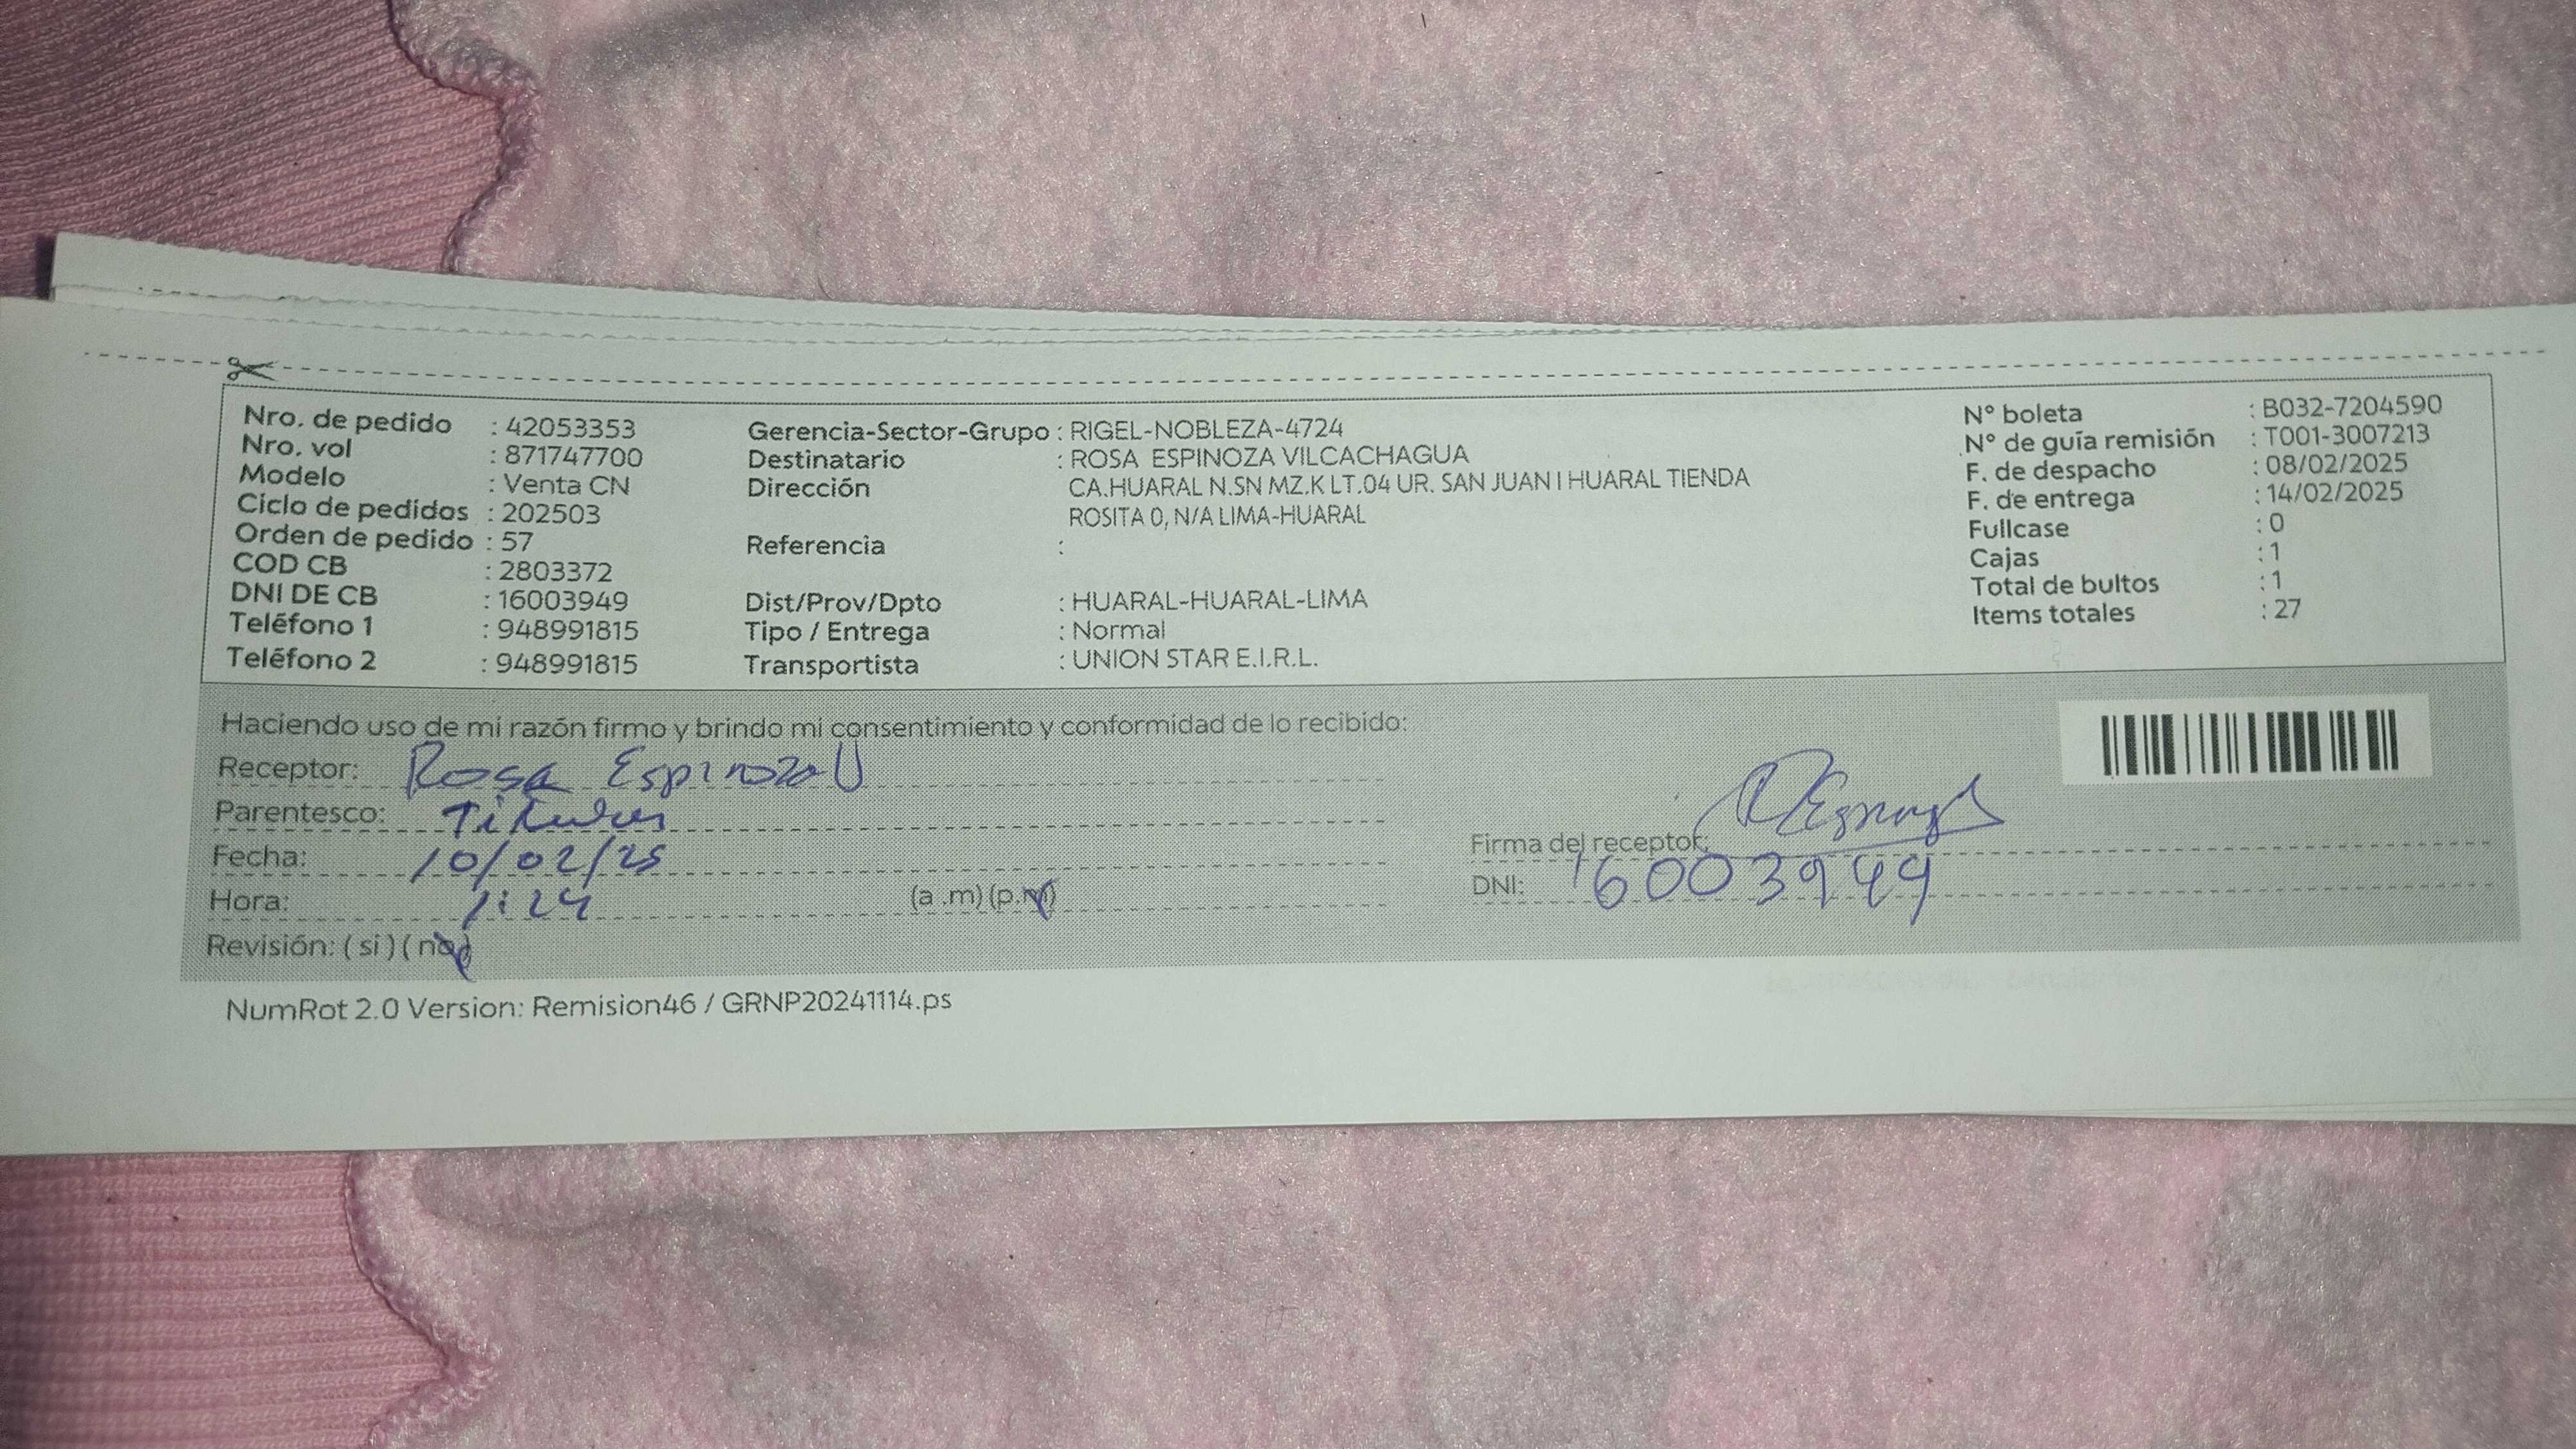 Nro. de pedido : 42053353
Nro. vol : 871747700
Modelo : Venta CN
Ciclo de pedidos : 202503
Orden de pedido : 57
COD CB : 2803372
DNI DE CB : 16003949
Teléfono 1 : 948991815
Teléfono 2 : 948991815
Gerencia-Sector-Grupo : RIGEL-NOBLEZA-4724
Destinatario : ROSA ESPINOZA VILCACHAGUA
Dirección : CA.HUARAL N.SN MZ.K LT.04 UR. SAN JUAN I HUARAL TIENDA
ROSITA 0, N/A LIMA-HUARAL
Referencia :
Dist/Prov/Dpto : HUARAL-HUARAL-LIMA
Tipo / Entrega : Normal
Transportista : UNION STAR E.I.R.L.
N° boleta : B032-7204590
N° de guía remisión : T001-3007213
F. de despacho : 08/02/2025
F. de entrega : 14/02/2025
Fullcase : 0
Cajas : 1
Total de bultos : 1
Items totales : 27
Haciendo uso de mi razón firmo y brindo mi consentimiento y conformidad de lo recibido:
Receptor: Rosa Espinoza V
Parentesco: Titular
Fecha: 10/02/25
Hora: 1:24 (a .m) (p.m)
Revisión: ( si ) ( no )
Firma del receptor:
DNI: 16003949
NumRot 2.0 Version: Remision46 / GRNP20241114.ps